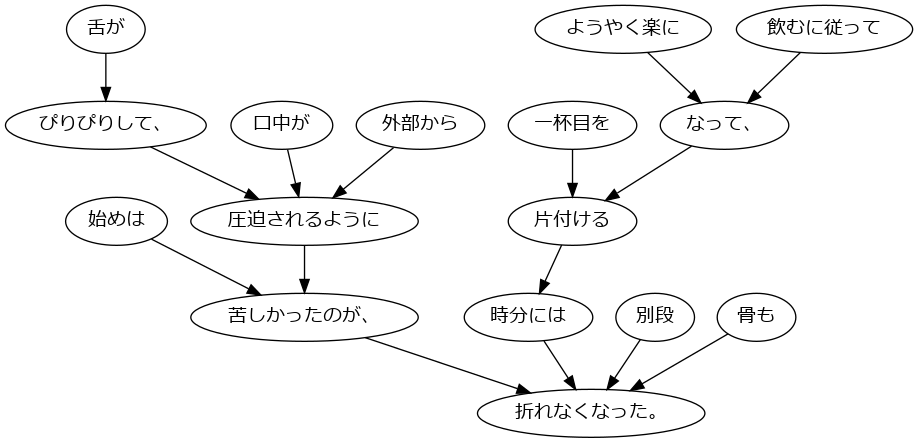 舌が
ようやく楽に
飲むに従って
ぴりぴりして、
口中が
外部から
一杯目を
なって、
始めは
圧迫されるように
片付ける
苦しかったのが、
時分には
別段
骨も
折れなくなった。